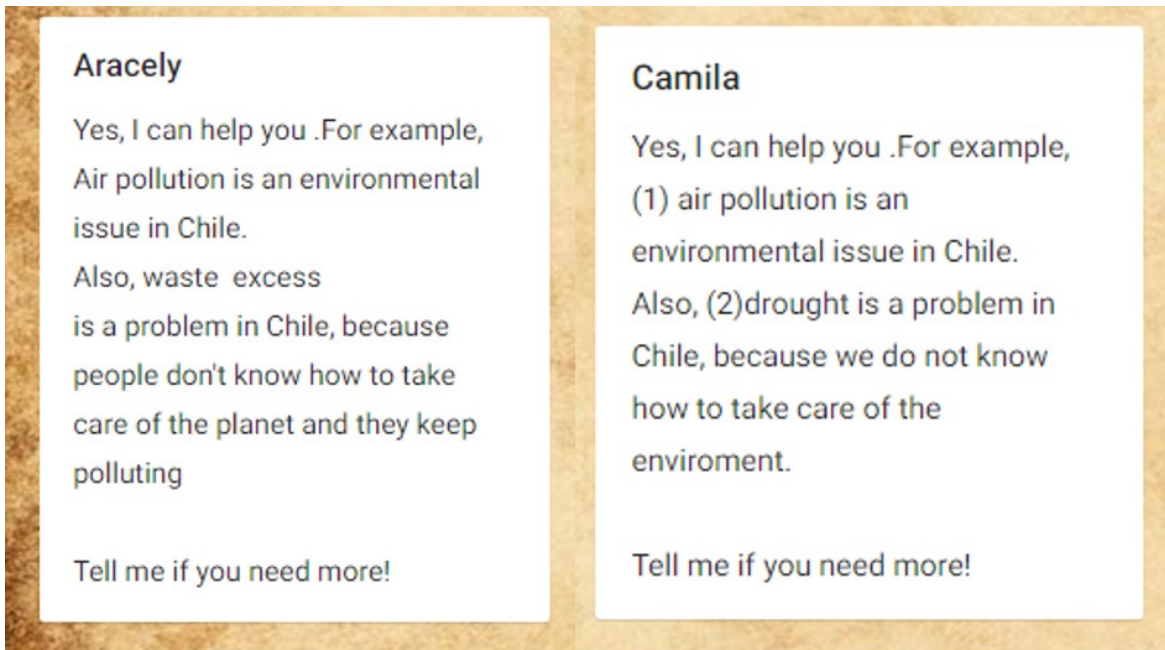 Aracely
Yes, I can help you .For example,
Air pollution is an environmental
issue in Chile.
Also, waste  excess
is a problem in Chile, because
people don't know how to take
care of the planet and they keep
polluting
Tell me if you need more!
Camila
Yes, I can help you .For example,
(1) air pollution is an
environmental issue in Chile.
Also, (2)drought is a problem in
Chile, because we do not know
how to take care of the
enviroment.
Tell me if you need more!